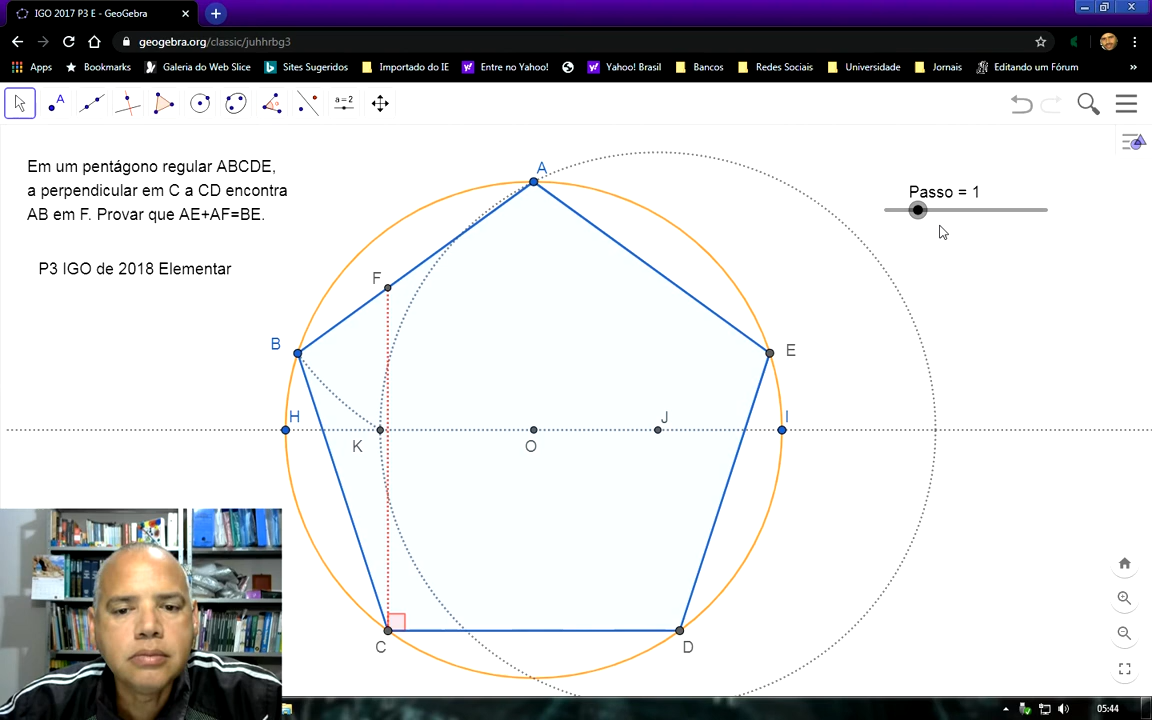 IGO 2017 P3 E - GeoGebra
geogebra.org/classic/juhhrbg3
Apps Bookmarks Galeria do Web Slice Sites Sugeridos Importado do IE Entre no Yahoo! Yahoo! Brasil Bancos Redes Sociais Universidade Jornais Editando um Fórum »
A
a=2
Em um pentágono regular ABCDE,
a perpendicular em C a CD encontra
AB em F. Provar que AE+AF=BE.
P3 IGO de 2018 Elementar
Passo = 1
A
F
B
E
H
J
I
K
O
C
D
05:44